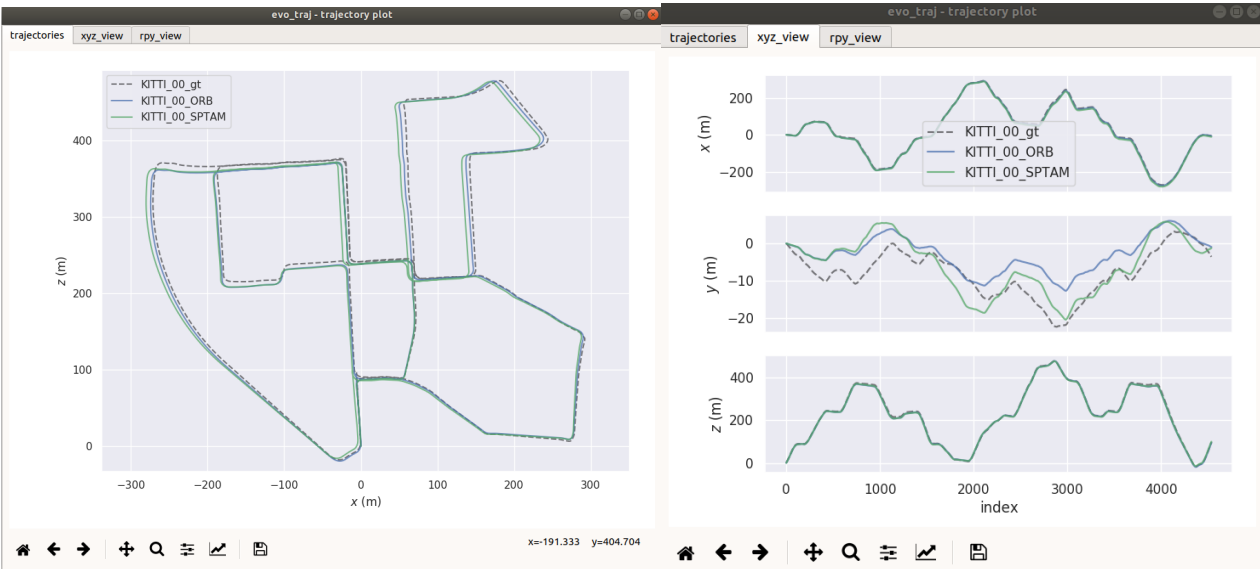 evo_traj - trajectory plot
trajectories xyz_view rpy_view
KITTI_00_gt
KITTI_00_ORB
KITTI_00_SPTAM
400
300
200
100
0
z (m)
−300 −200 −100 0 100 200 300
x (m)
x=-191.333 y=404.704
evo_traj - trajectory plot
trajectories xyz_view rpy_view
200
0
−200
x (m)
KITTI_00_gt
KITTI_00_ORB
KITTI_00_SPTAM
0
−10
−20
y (m)
400
200
0
z (m)
0 1000 2000 3000 4000
index